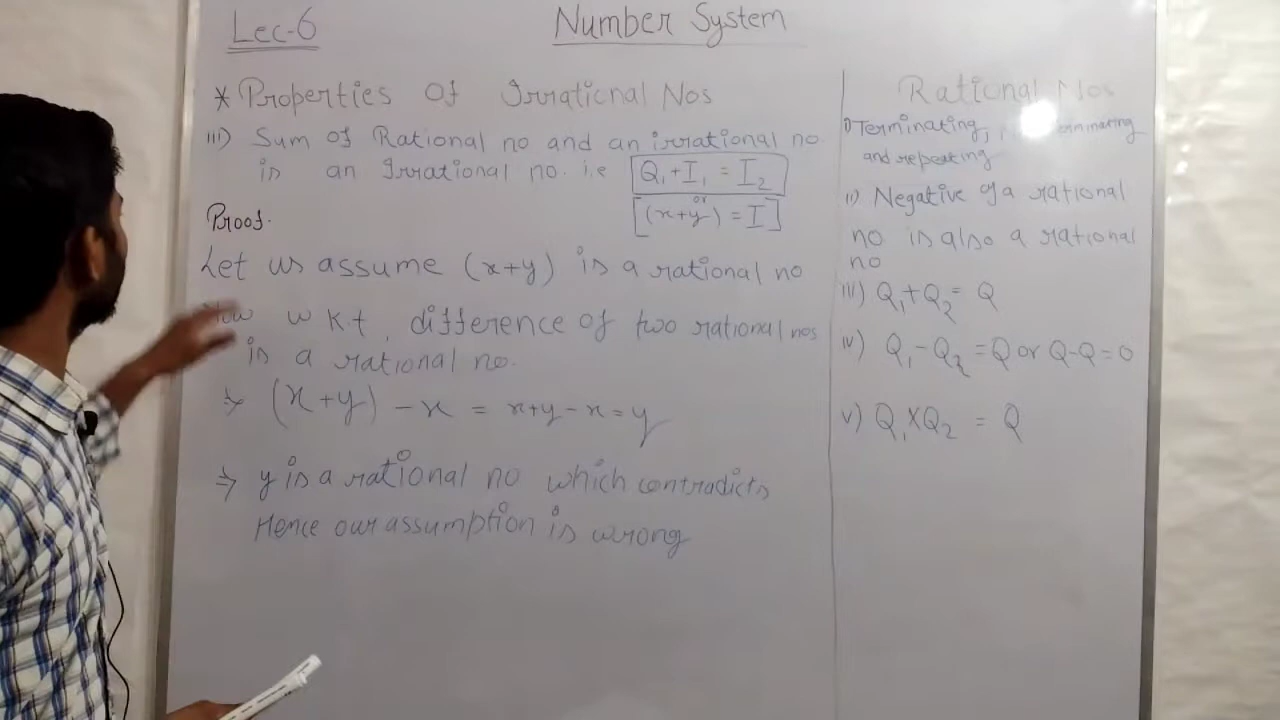 Lec-6
Number System
* Properties Of Irrational Nos
iii) Sum of Rational no and an irrational no
is an Irrational no. i.e Q₁+I₁ = I₂
or
[(x+y) = I]
Proof.
Let us assume (x+y) is a rational no
Now w k t, difference of two rational nos
is a rational no.
⇒ (x+y) - x = x+y-x = y
⇒ y is a rational no which contradicts
Hence our assumption is wrong
Rational Nos
i) Terminating,
and repeating
ii) Negative of a rational
no is also a rational
no
iii) Q₁+Q₂ = Q
iv) Q₁ - Q₂ = Q or Q-Q=0
v) Q₁XQ₂ = Q